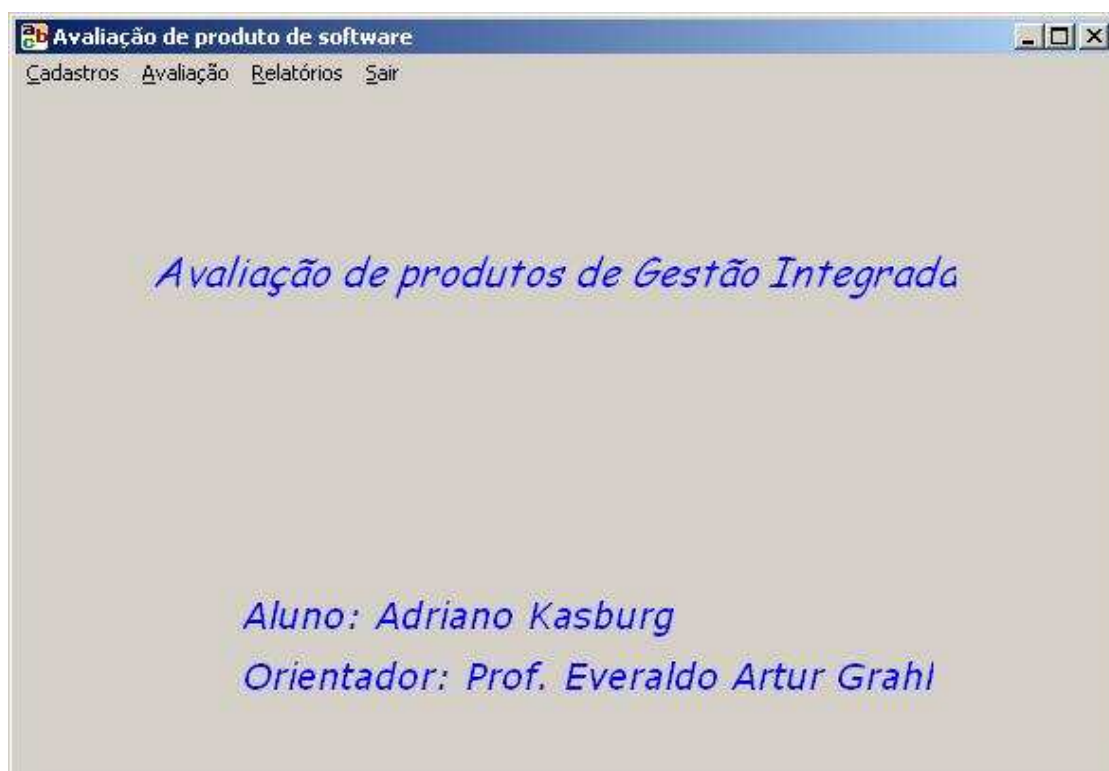 Avaliação de produto de software
Cadastros Avaliação Relatórios Sair
Avaliação de produtos de Gestão Integrada
Aluno: Adriano Kasburg
Orientador: Prof. Everaldo Artur Grahl